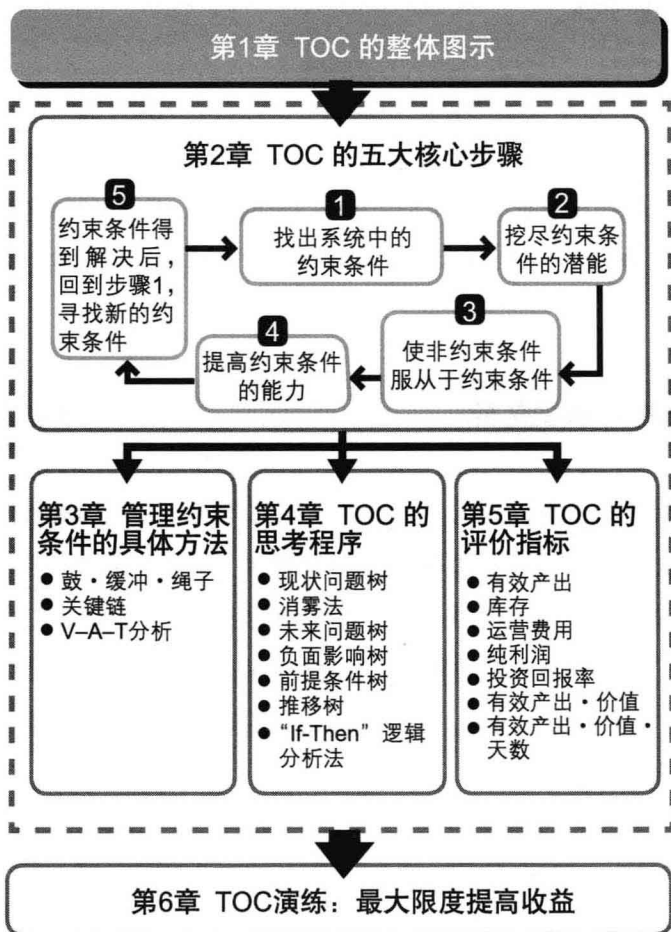 第1章 TOC 的整体图示
第2章 TOC 的五大核心步骤
1
找出系统中的
约束条件
2
挖尽约束条
件的潜能
3
使非约束条件
服从于约束条件
4
提高约束条件
的能力
5
约束条件得
到解决后，
回到步骤1，
寻找新的约
束条件
第3章 管理约束
条件的具体方法
● 鼓·缓冲·绳子
● 关键链
● V–A–T分析
第4章 TOC 的
思考程序
● 现状问题树
● 消雾法
● 未来问题树
● 负面影响树
● 前提条件树
● 推移树
● “If-Then” 逻辑
分析法
第5章 TOC 的
评价指标
● 有效产出
● 库存
● 运营费用
● 纯利润
● 投资回报率
● 有效产出·价值
● 有效产出·价值·
天数
第6章 TOC演练：最大限度提高收益